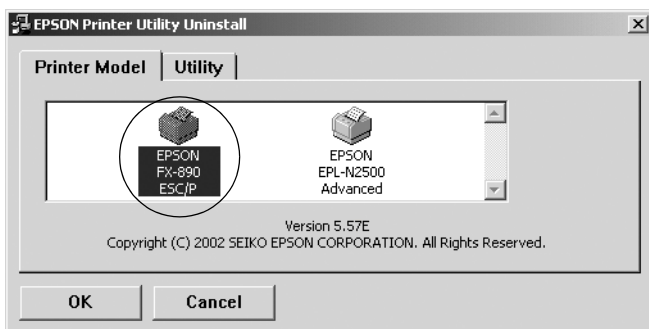 EPSON Printer Utility Uninstall
Printer Model
Utility
EPSON
FX-890
ESC/P
EPSON
EPL-N2500
Advanced
Version 5.57E
Copyright (C) 2002 SEIKO EPSON CORPORATION. All Rights Reserved.
OK
Cancel